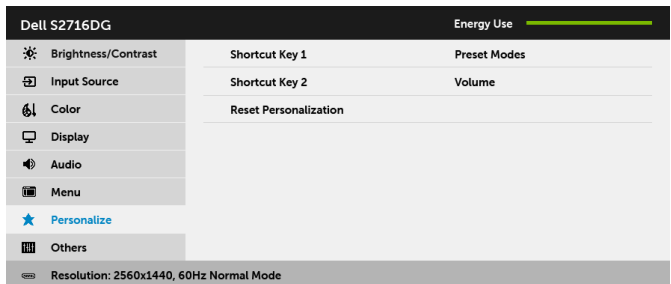 Dell S2716DG Energy Use
Brightness/Contrast Shortcut Key 1 Preset Modes
Input Source Shortcut Key 2 Volume
Color Reset Personalization
Display
Audio
Menu
Personalize
Others
Resolution: 2560x1440, 60Hz Normal Mode